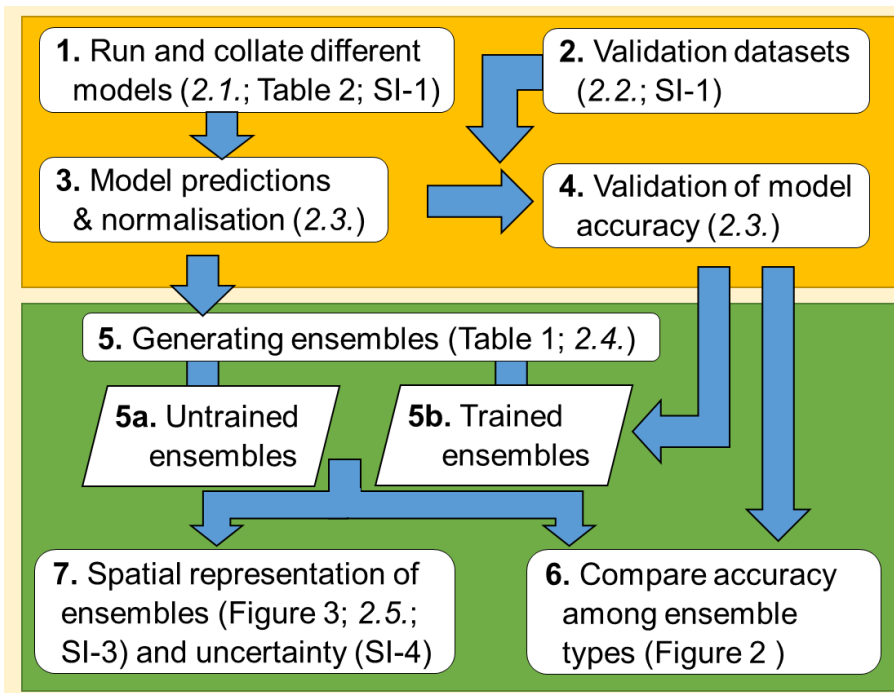 1. Run and collate different
models (2.1.; Table 2; SI-1)
2. Validation datasets
(2.2.; SI-1)
3. Model predictions
& normalisation (2.3.)
4. Validation of model
accuracy (2.3.)
5. Generating ensembles (Table 1; 2.4.)
5a. Untrained
ensembles
5b. Trained
ensembles
7. Spatial representation of
ensembles (Figure 3; 2.5.;
SI-3) and uncertainty (SI-4)
6. Compare accuracy
among ensemble
types (Figure 2 )